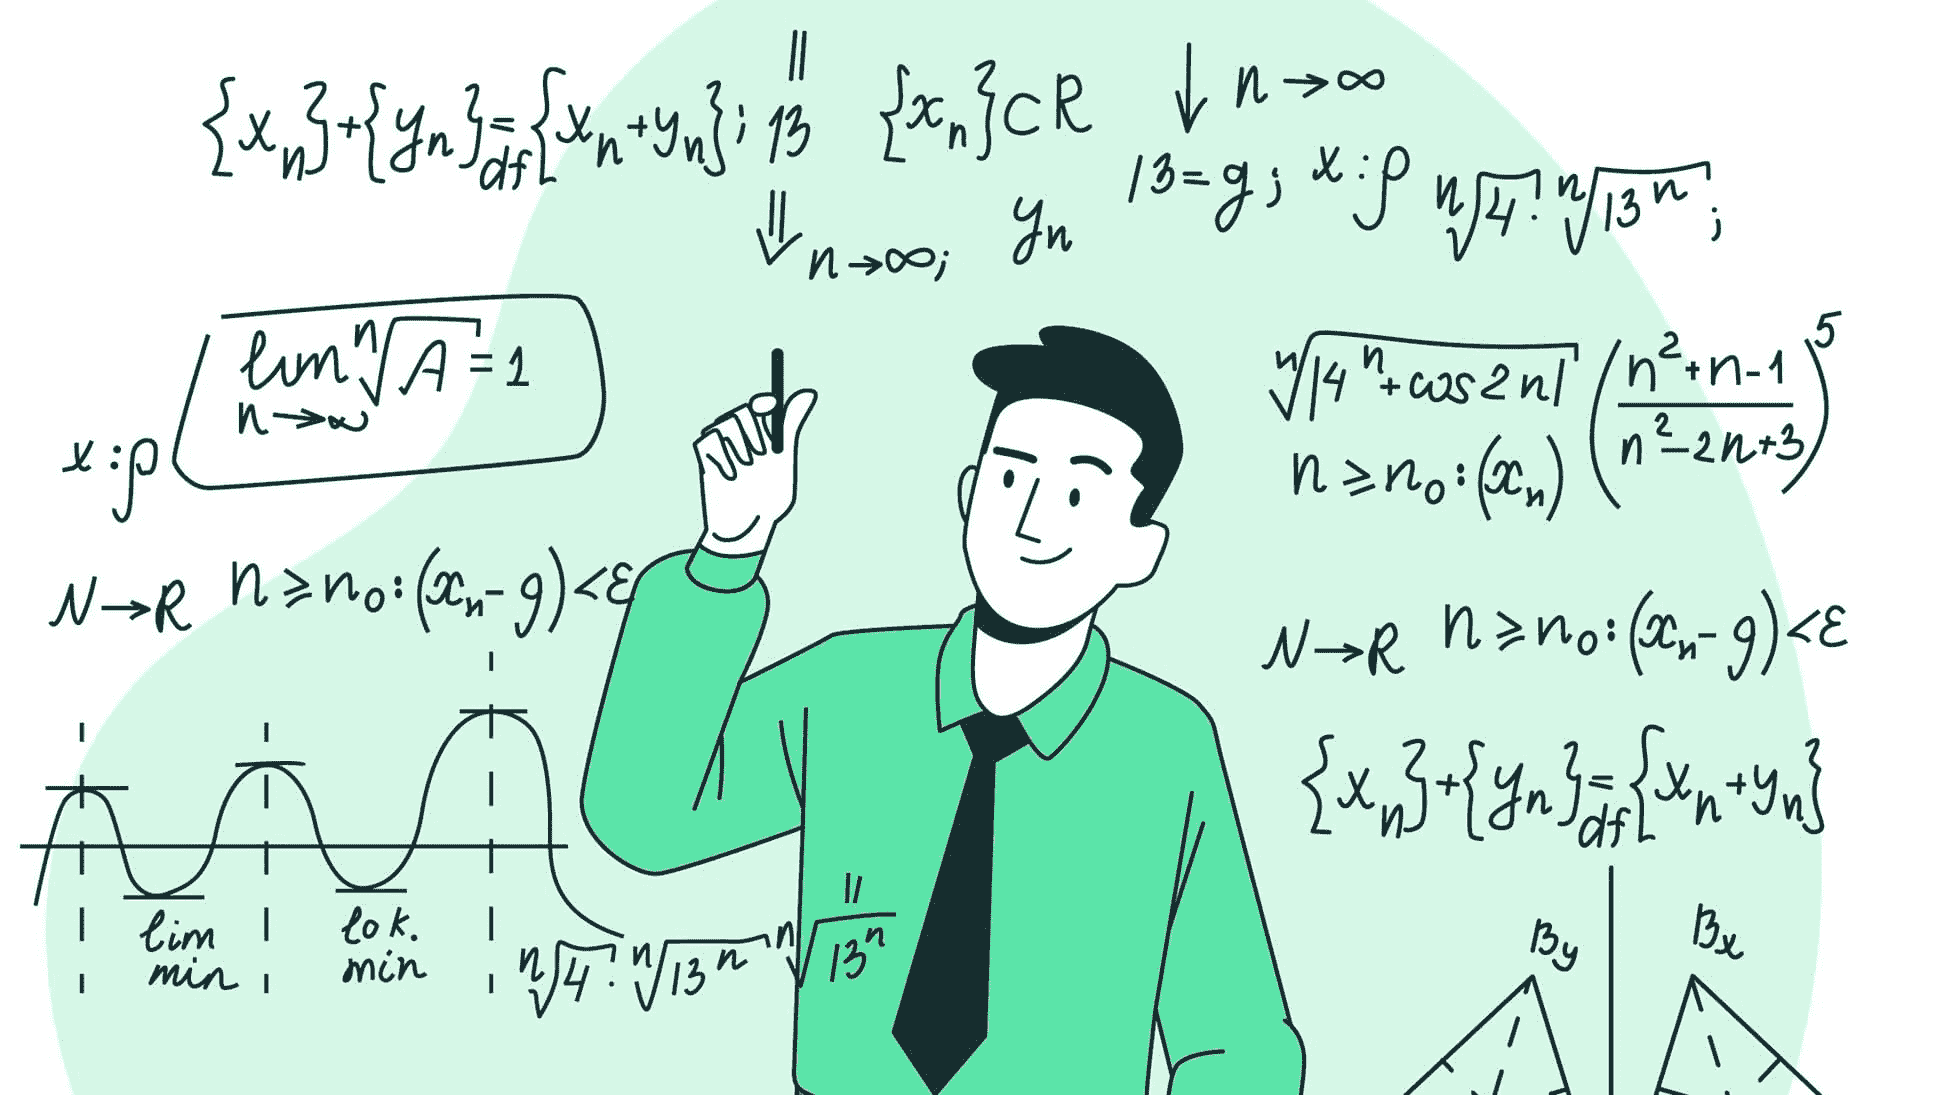 {xₙ}+{yₙ}=df{xₙ+yₙ}; 13
||
{xₙ}⊂R
↓ n→∞
13=g; x:ρ ⁿ√4: ⁿ√13ⁿ;
⇓ n→∞;
yₙ
lim ⁿ√A=1
n→∞
x:ρ
ⁿ√|4ⁿ+cos2n|
(n²+n-1 / n²-2n+3)⁵
n≥n₀:(xₙ)
N→R n≥n₀:(xₙ-g)<ε
N→R n≥n₀:(xₙ-g)<ε
{xₙ}+{yₙ}=df{xₙ+yₙ}
lim
min
lok.
min
||
ⁿ√4: ⁿ√13ⁿ ⁿ√13ⁿ
By
Bx